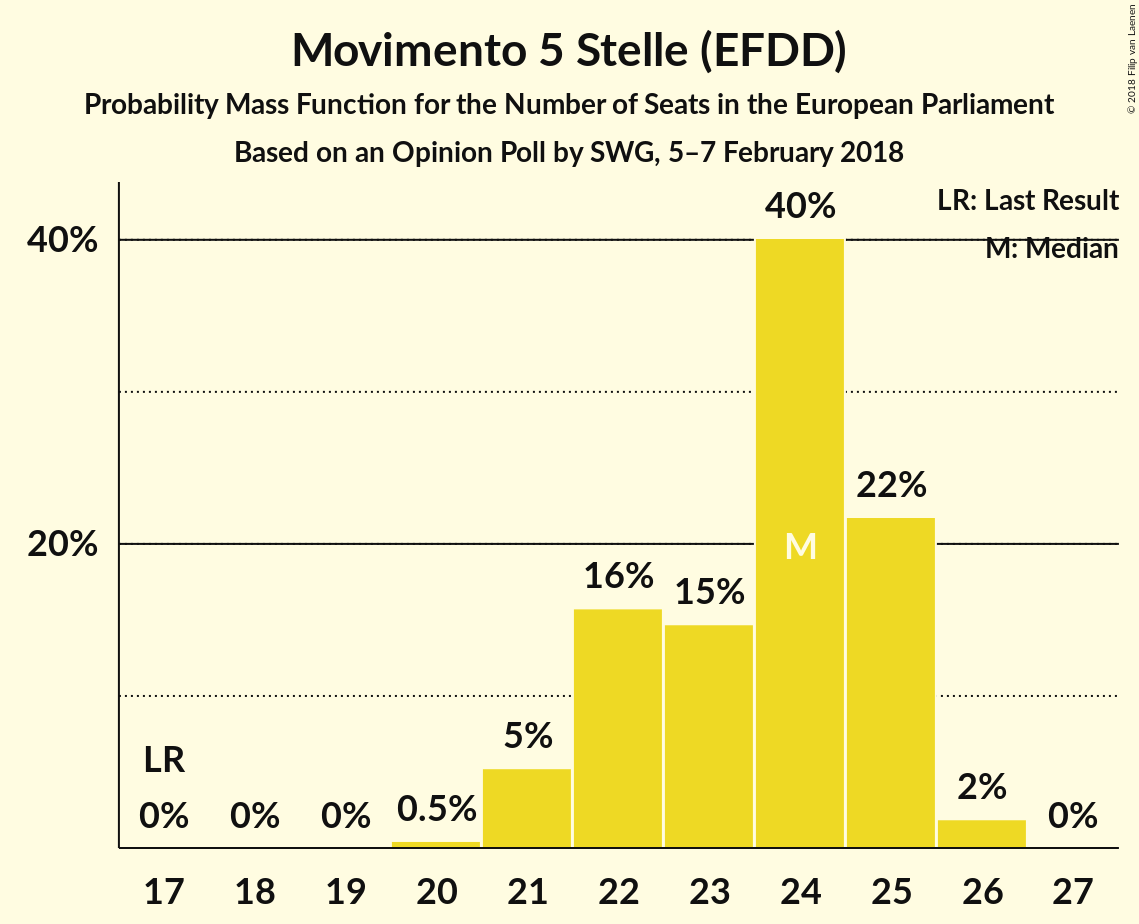 Movimento 5 Stelle (EFDD)
Probability Mass Function for the Number of Seats in the European Parliament
Based on an Opinion Poll by SWG, 5–7 February 2018
© 2018 Filip van Laenen
LR: Last Result
M: Median
40%
20%
LR
0%
0%
0%
0.5%
5%
16%
15%
40%
M
22%
2%
0%
17 18 19 20 21 22 23 24 25 26 27